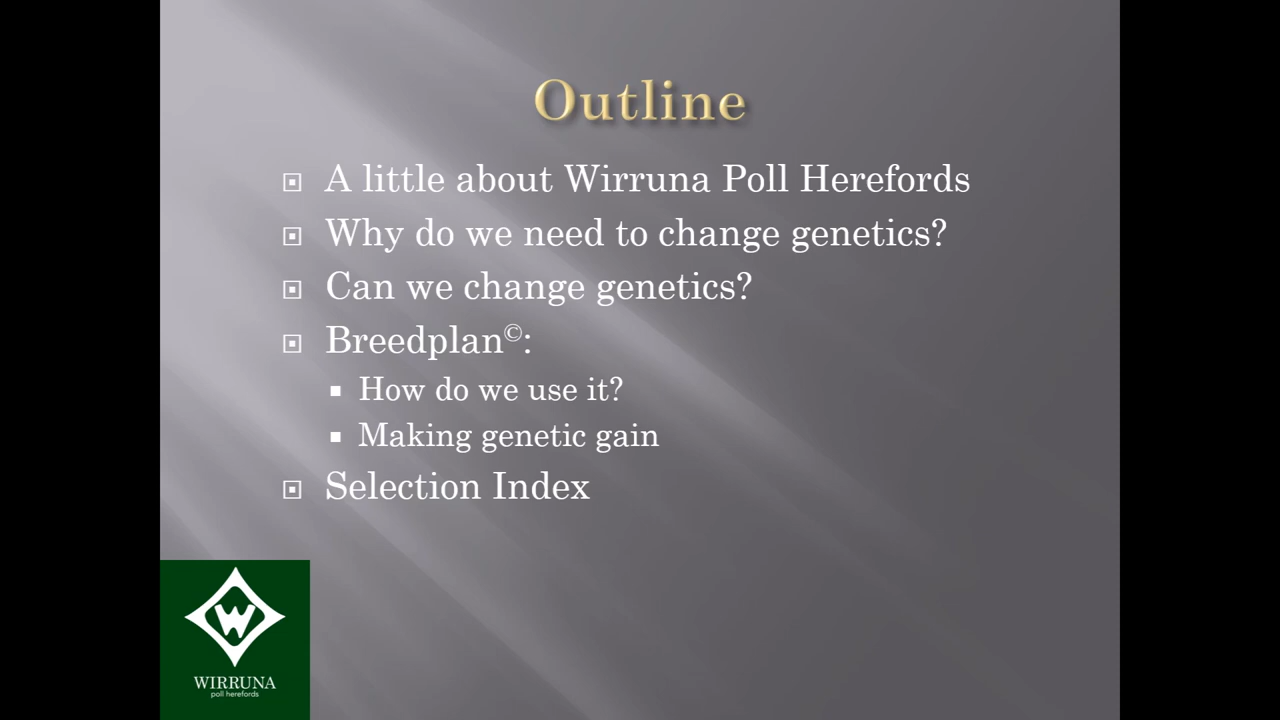 Outline
A little about Wirruna Poll Herefords
Why do we need to change genetics?
Can we change genetics?
Breedplan©:
How do we use it?
Making genetic gain
Selection Index
W
WIRRUNA
poll herefords